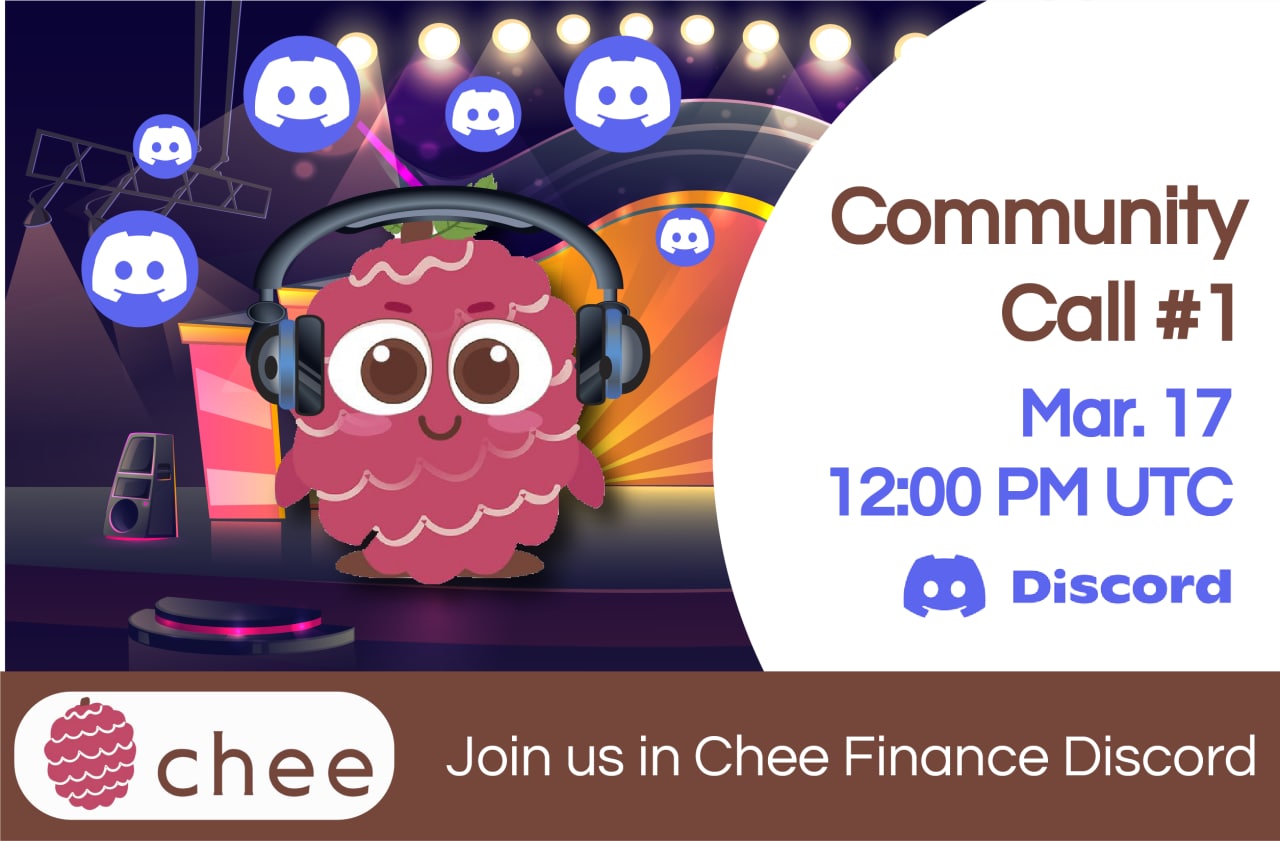 Community
Call #1
Mar. 17
12:00 PM UTC
Discord
chee
Join us in Chee Finance Discord